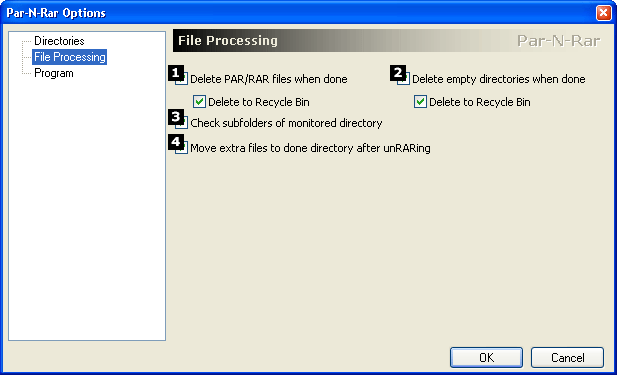 Par-N-Rar Options
Directories
File Processing
Program
File Processing
Par-N-Rar
1 Delete PAR/RAR files when done
2 Delete empty directories when done
Delete to Recycle Bin
Delete to Recycle Bin
3 Check subfolders of monitored directory
4 Move extra files to done directory after unRARing
OK
Cancel